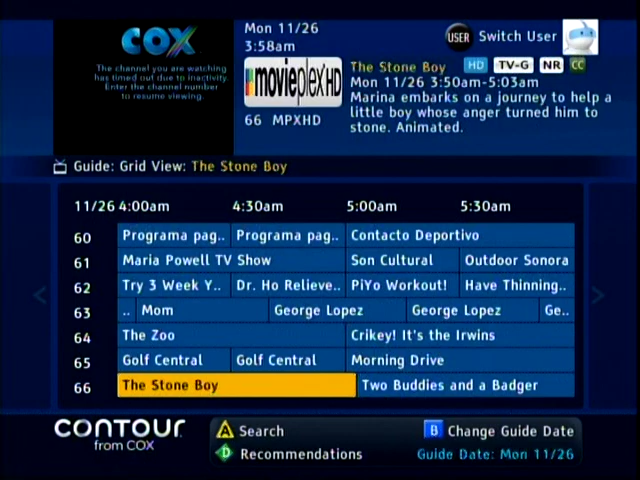 COX
The channel you are watching
has timed out due to inactivity.
Enter the channel number
to resume viewing.
Mon 11/26
3:58am
movieplex HD
66 MPXHD
USER Switch User
The Stone Boy HD TV-G NR CC
Mon 11/26 3:50am-5:03am
Marina embarks on a journey to help a
little boy whose anger turned him to
stone. Animated.
Guide: Grid View: The Stone Boy
11/26 4:00am 4:30am 5:00am 5:30am
60 Programa pag.. Programa pag.. Contacto Deportivo
61 Maria Powell TV Show Son Cultural Outdoor Sonora
62 Try 3 Week Y.. Dr. Ho Relieve.. PiYo Workout! Have Thinning..
63 .. Mom George Lopez George Lopez Ge..
64 The Zoo Crikey! It's the Irwins
65 Golf Central Golf Central Morning Drive
66 The Stone Boy Two Buddies and a Badger
contour
from COX
A Search
D Recommendations
B Change Guide Date
Guide Date: Mon 11/26